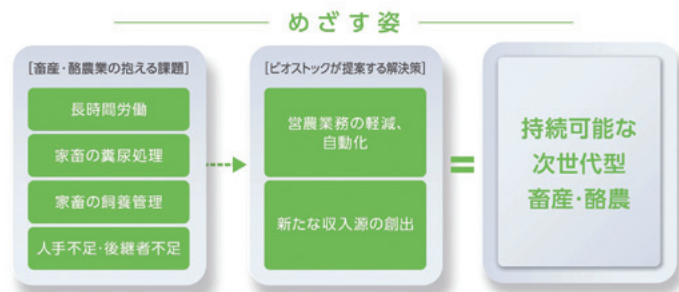 めざす姿
[畜産・酪農業の抱える課題]
長時間労働
家畜の糞尿処理
家畜の飼養管理
人手不足・後継者不足
[ビオストックが提案する解決策]
営農業務の軽減、
自動化
新たな収入源の創出
=
持続可能な
次世代型
畜産・酪農